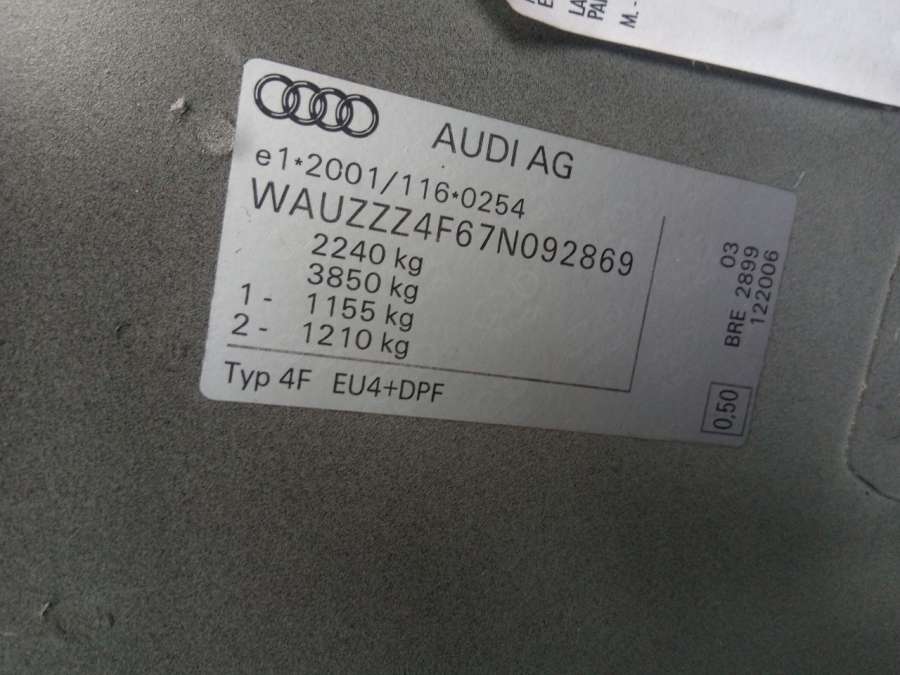 AUDI AG
e1*2001/116*0254
WAUZZZ4F67N092869
2240 kg
3850 kg
1 - 1155 kg
2 - 1210 kg
Typ 4F EU4+DPF
03
BRE 2899
122006
0,50
M. -